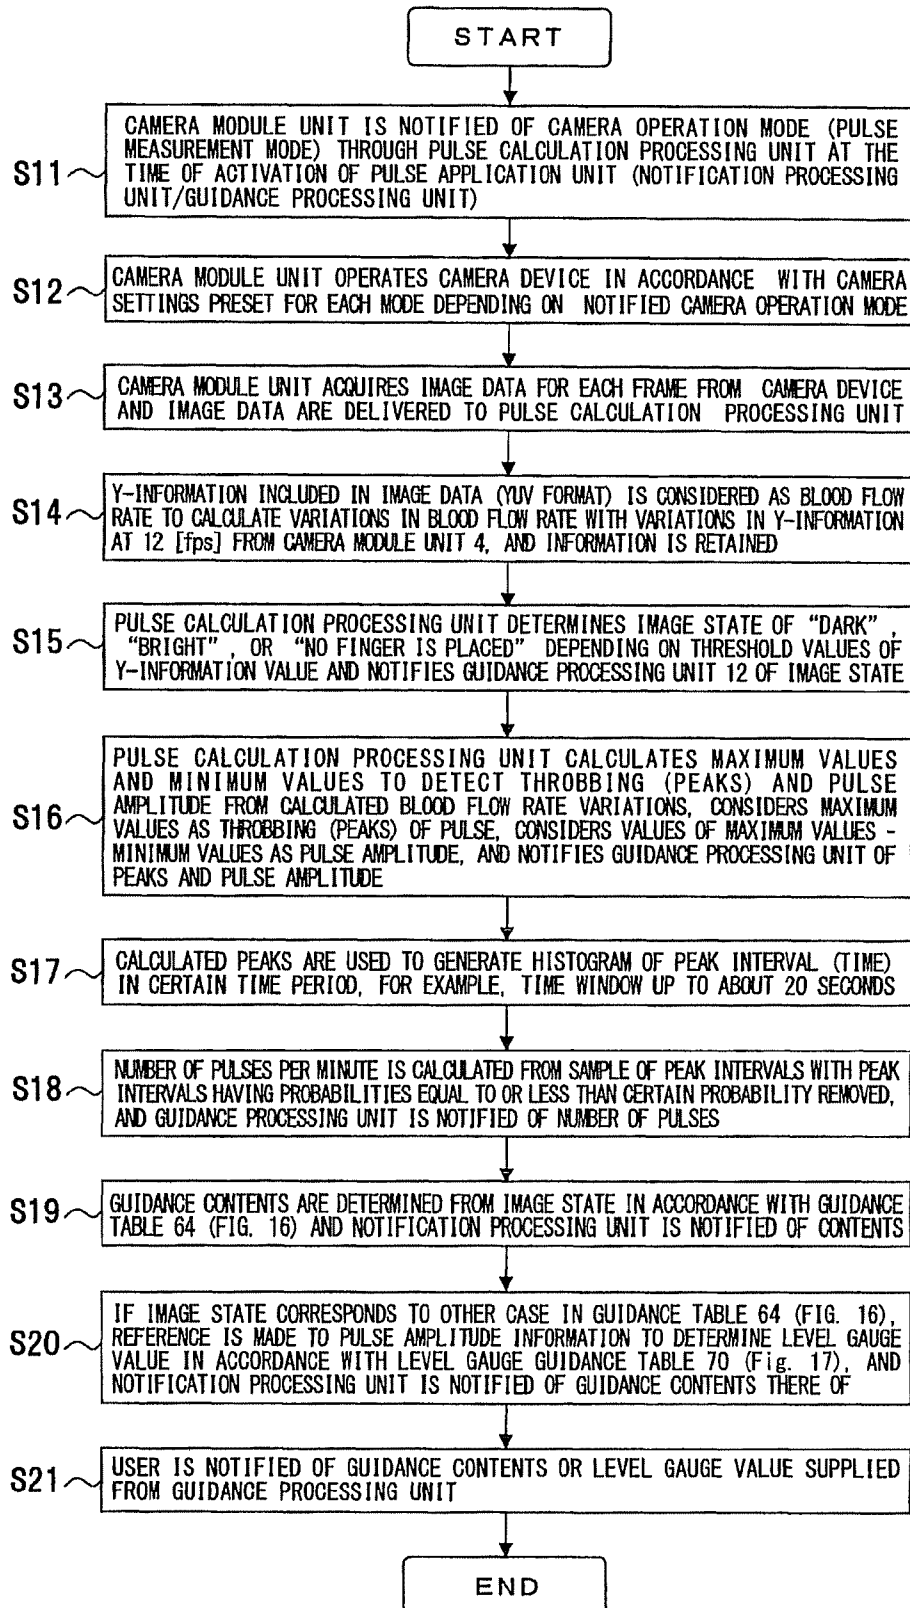 START
S11
CAMERA MODULE UNIT IS NOTIFIED OF CAMERA OPERATION MODE (PULSE
MEASUREMENT MODE) THROUGH PULSE CALCULATION PROCESSING UNIT AT THE
TIME OF ACTIVATION OF PULSE APPLICATION UNIT (NOTIFICATION PROCESSING
UNIT/GUIDANCE PROCESSING UNIT)
S12
CAMERA MODULE UNIT OPERATES CAMERA DEVICE IN ACCORDANCE WITH CAMERA
SETTINGS PRESET FOR EACH MODE DEPENDING ON NOTIFIED CAMERA OPERATION MODE
S13
CAMERA MODULE UNIT ACQUIRES IMAGE DATA FOR EACH FRAME FROM CAMERA DEVICE
AND IMAGE DATA ARE DELIVERED TO PULSE CALCULATION PROCESSING UNIT
S14
Y-INFORMATION INCLUDED IN IMAGE DATA (YUV FORMAT) IS CONSIDERED AS BLOOD FLOW
RATE TO CALCULATE VARIATIONS IN BLOOD FLOW RATE WITH VARIATIONS IN Y-INFORMATION
AT 12 [fps] FROM CAMERA MODULE UNIT 4, AND INFORMATION IS RETAINED
S15
PULSE CALCULATION PROCESSING UNIT DETERMINES IMAGE STATE OF "DARK",
"BRIGHT", OR "NO FINGER IS PLACED" DEPENDING ON THRESHOLD VALUES OF
Y-INFORMATION VALUE AND NOTIFIES GUIDANCE PROCESSING UNIT 12 OF IMAGE STATE
S16
PULSE CALCULATION PROCESSING UNIT CALCULATES MAXIMUM VALUES
AND MINIMUM VALUES TO DETECT THROBBING (PEAKS) AND PULSE
AMPLITUDE FROM CALCULATED BLOOD FLOW RATE VARIATIONS, CONSIDERS MAXIMUM
VALUES AS THROBBING (PEAKS) OF PULSE, CONSIDERS VALUES OF MAXIMUM VALUES -
MINIMUM VALUES AS PULSE AMPLITUDE, AND NOTIFIES GUIDANCE PROCESSING UNIT OF
PEAKS AND PULSE AMPLITUDE
S17
CALCULATED PEAKS ARE USED TO GENERATE HISTOGRAM OF PEAK INTERVAL (TIME)
IN CERTAIN TIME PERIOD, FOR EXAMPLE, TIME WINDOW UP TO ABOUT 20 SECONDS
S18
NUMBER OF PULSES PER MINUTE IS CALCULATED FROM SAMPLE OF PEAK INTERVALS WITH PEAK
INTERVALS HAVING PROBABILITIES EQUAL TO OR LESS THAN CERTAIN PROBABILITY REMOVED,
AND GUIDANCE PROCESSING UNIT IS NOTIFIED OF NUMBER OF PULSES
S19
GUIDANCE CONTENTS ARE DETERMINED FROM IMAGE STATE IN ACCORDANCE WITH GUIDANCE
TABLE 64 (FIG. 16) AND NOTIFICATION PROCESSING UNIT IS NOTIFIED OF CONTENTS
S20
IF IMAGE STATE CORRESPONDS TO OTHER CASE IN GUIDANCE TABLE 64 (FIG. 16),
REFERENCE IS MADE TO PULSE AMPLITUDE INFORMATION TO DETERMINE LEVEL GAUGE
VALUE IN ACCORDANCE WITH LEVEL GAUGE GUIDANCE TABLE 70 (Fig. 17), AND
NOTIFICATION PROCESSING UNIT IS NOTIFIED OF GUIDANCE CONTENTS THERE OF
S21
USER IS NOTIFIED OF GUIDANCE CONTENTS OR LEVEL GAUGE VALUE SUPPLIED
FROM GUIDANCE PROCESSING UNIT
END